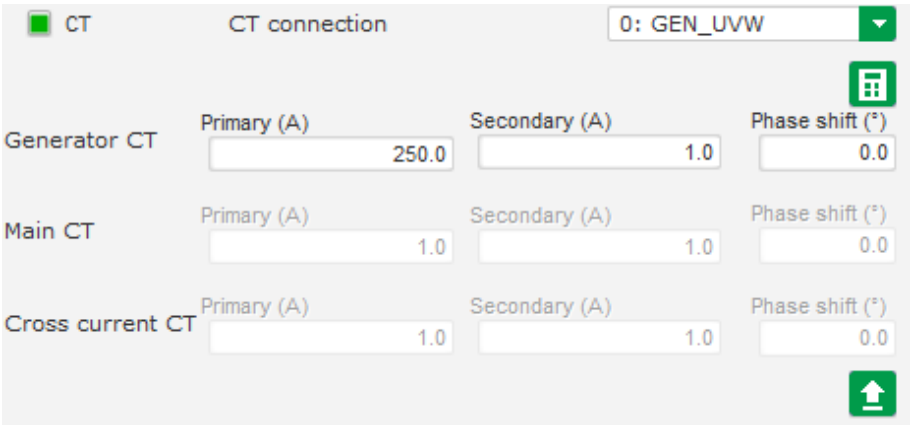 CT CT connection 0: GEN_UVW
Primary (A) Secondary (A) Phase shift (°)
Generator CT 250.0 1.0 0.0
Primary (A) Secondary (A) Phase shift (°)
Main CT 1.0 1.0 0.0
Primary (A) Secondary (A) Phase shift (°)
Cross current CT 1.0 1.0 0.0